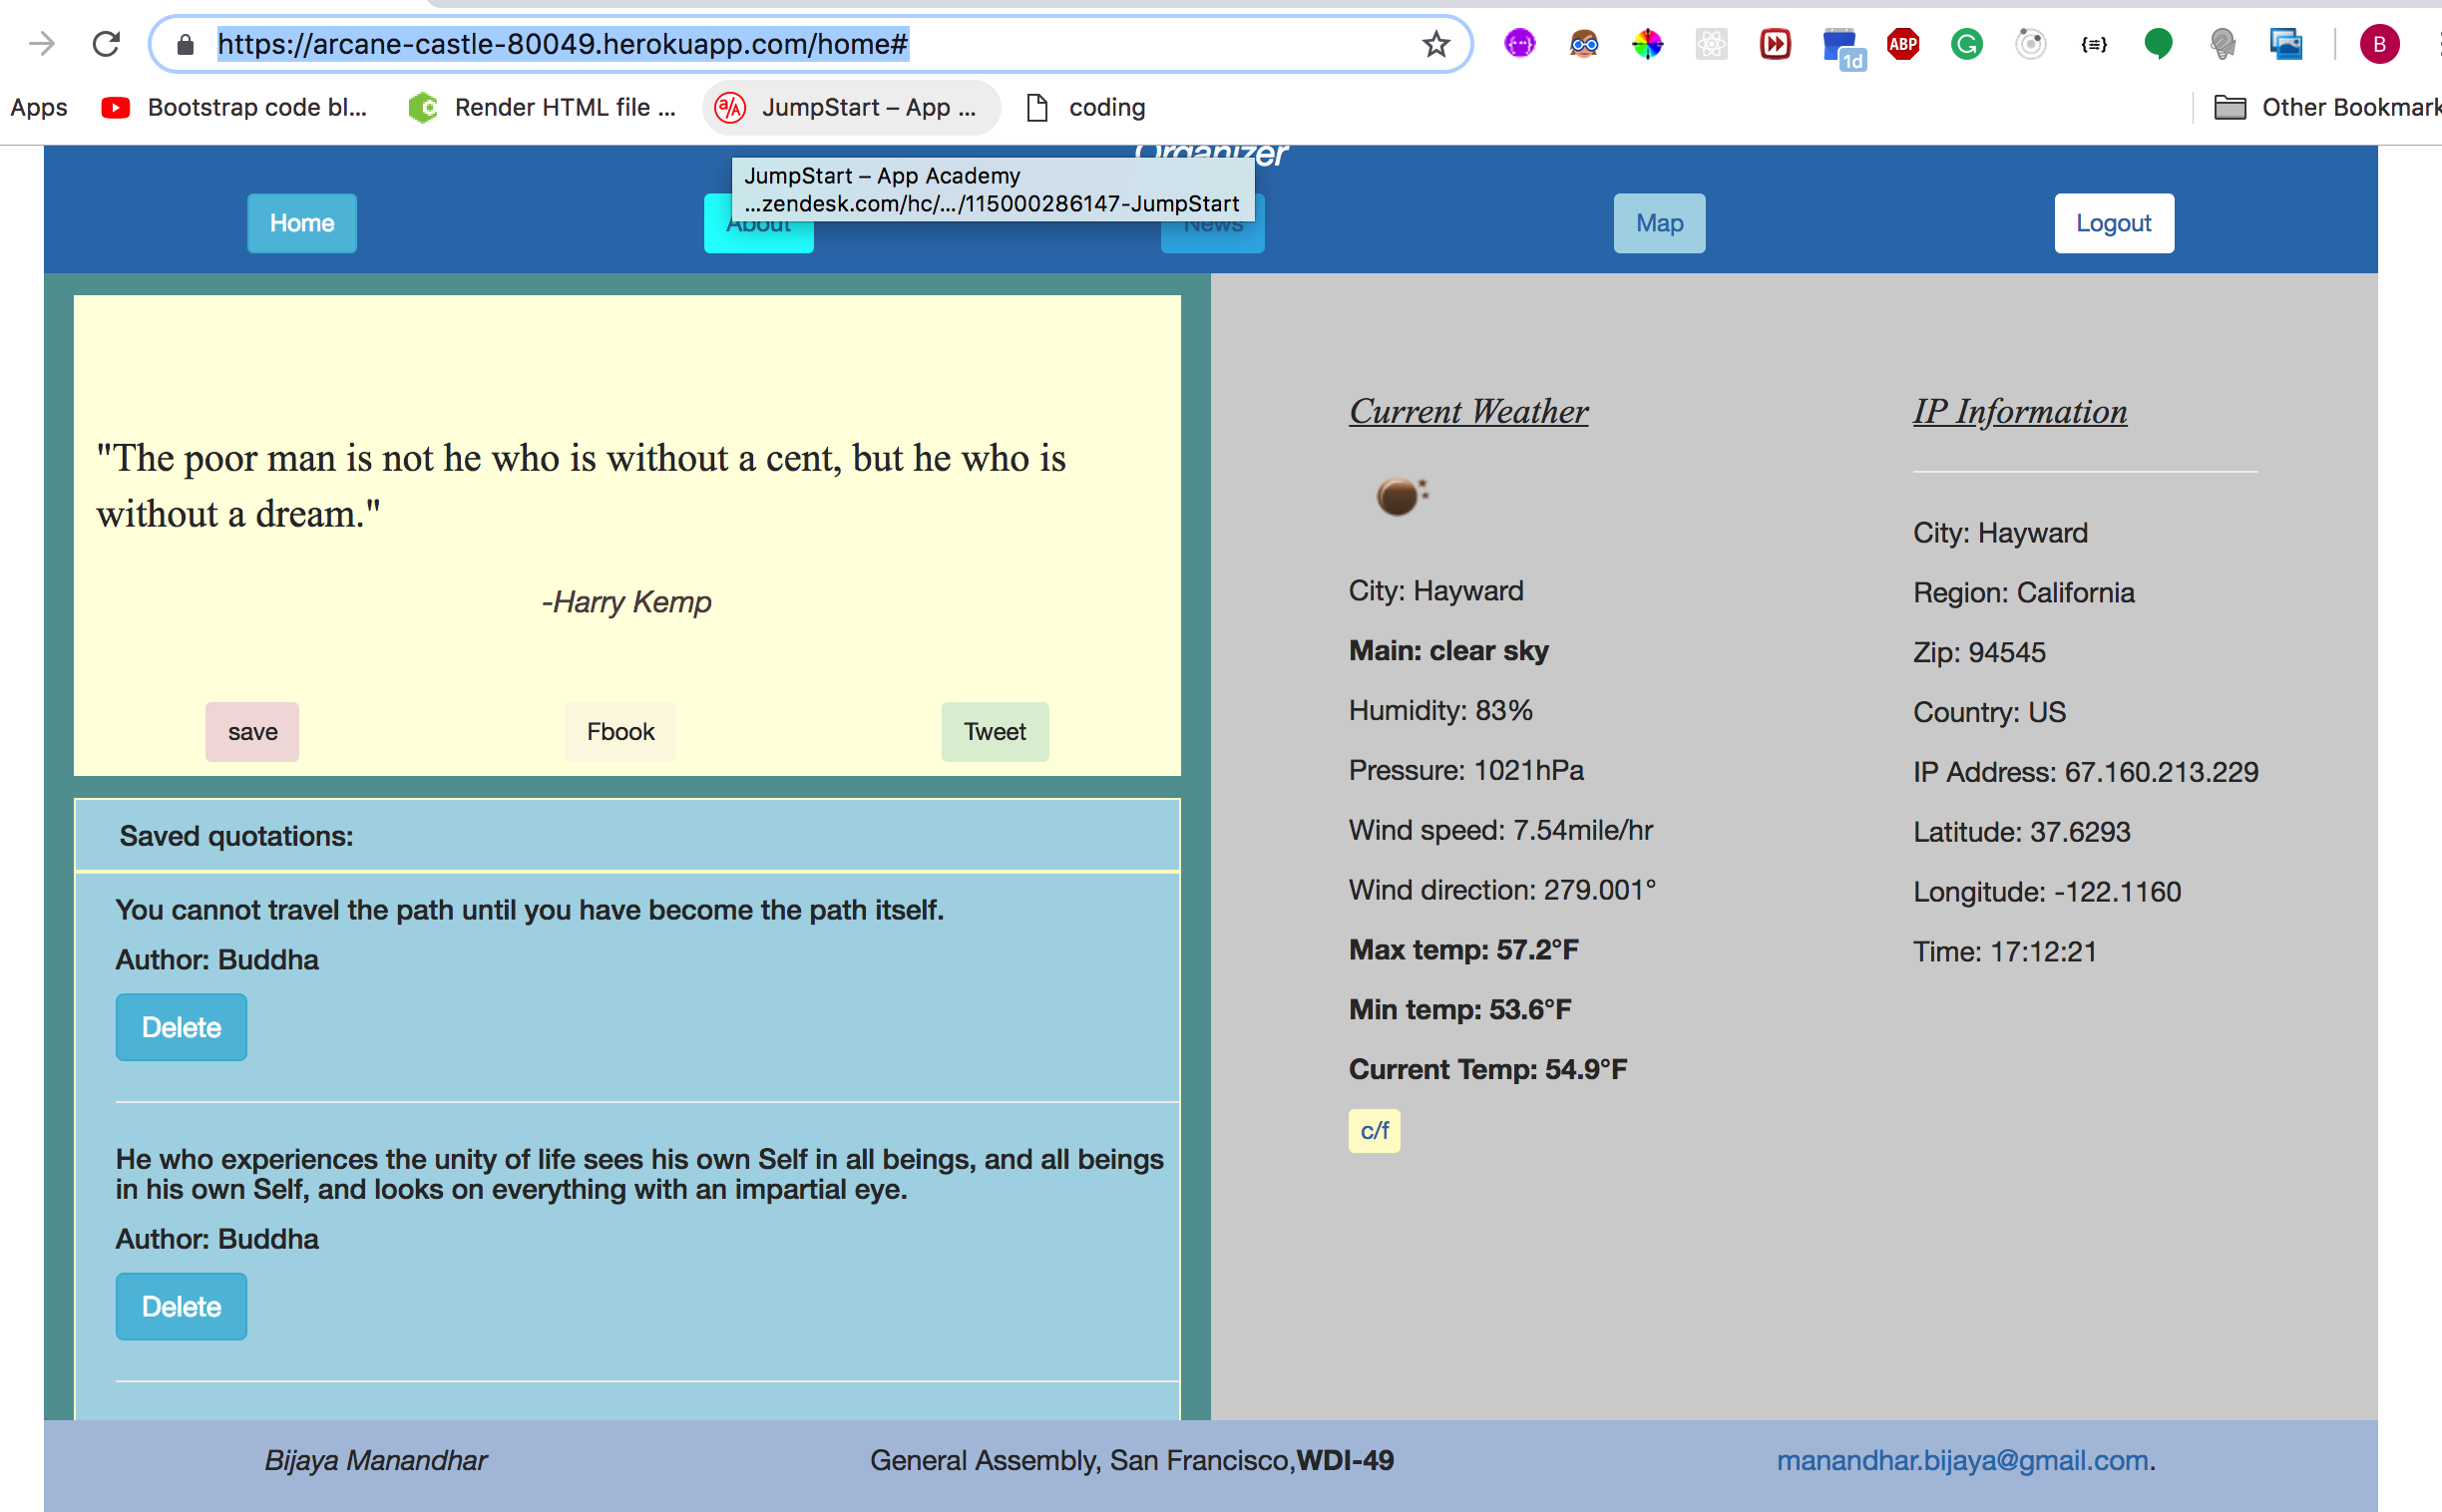 https://arcane-castle-80049.herokuapp.com/home#
1d
ABP
B
Apps
Bootstrap code bl...
Render HTML file ...
JumpStart – App ...
coding
Other Bookmark
Organizer
JumpStart – App Academy
...zendesk.com/hc/.../115000286147-JumpStart
Home
About
News
Map
Logout
"The poor man is not he who is without a cent, but he who is
without a dream."
-Harry Kemp
save
Fbook
Tweet
Saved quotations:
You cannot travel the path until you have become the path itself.
Author: Buddha
Delete
He who experiences the unity of life sees his own Self in all beings, and all beings
in his own Self, and looks on everything with an impartial eye.
Author: Buddha
Delete
Current Weather
City: Hayward
Main: clear sky
Humidity: 83%
Pressure: 1021hPa
Wind speed: 7.54mile/hr
Wind direction: 279.001°
Max temp: 57.2°F
Min temp: 53.6°F
Current Temp: 54.9°F
c/f
IP Information
City: Hayward
Region: California
Zip: 94545
Country: US
IP Address: 67.160.213.229
Latitude: 37.6293
Longitude: -122.1160
Time: 17:12:21
Bijaya Manandhar
General Assembly, San Francisco,WDI-49
manandhar.bijaya@gmail.com.